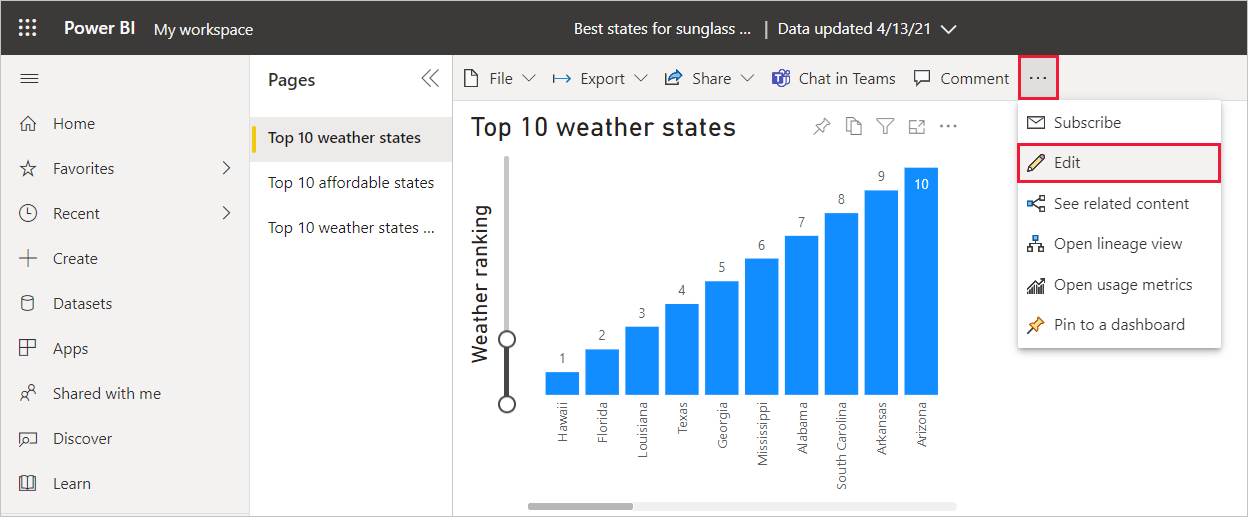 Power BI My workspace Best states for sunglass ... | Data updated 4/13/21
Home
Favorites
Recent
Create
Datasets
Apps
Shared with me
Discover
Learn
Pages
Top 10 weather states
Top 10 affordable states
Top 10 weather states ...
File Export Share Chat in Teams Comment ...
Subscribe
Edit
See related content
Open lineage view
Open usage metrics
Pin to a dashboard
Top 10 weather states
Weather ranking
1 2 3 4 5 6 7 8 9 10
Hawaii
Florida
Louisiana
Texas
Georgia
Mississippi
Alabama
South Carolina
Arkansas
Arizona